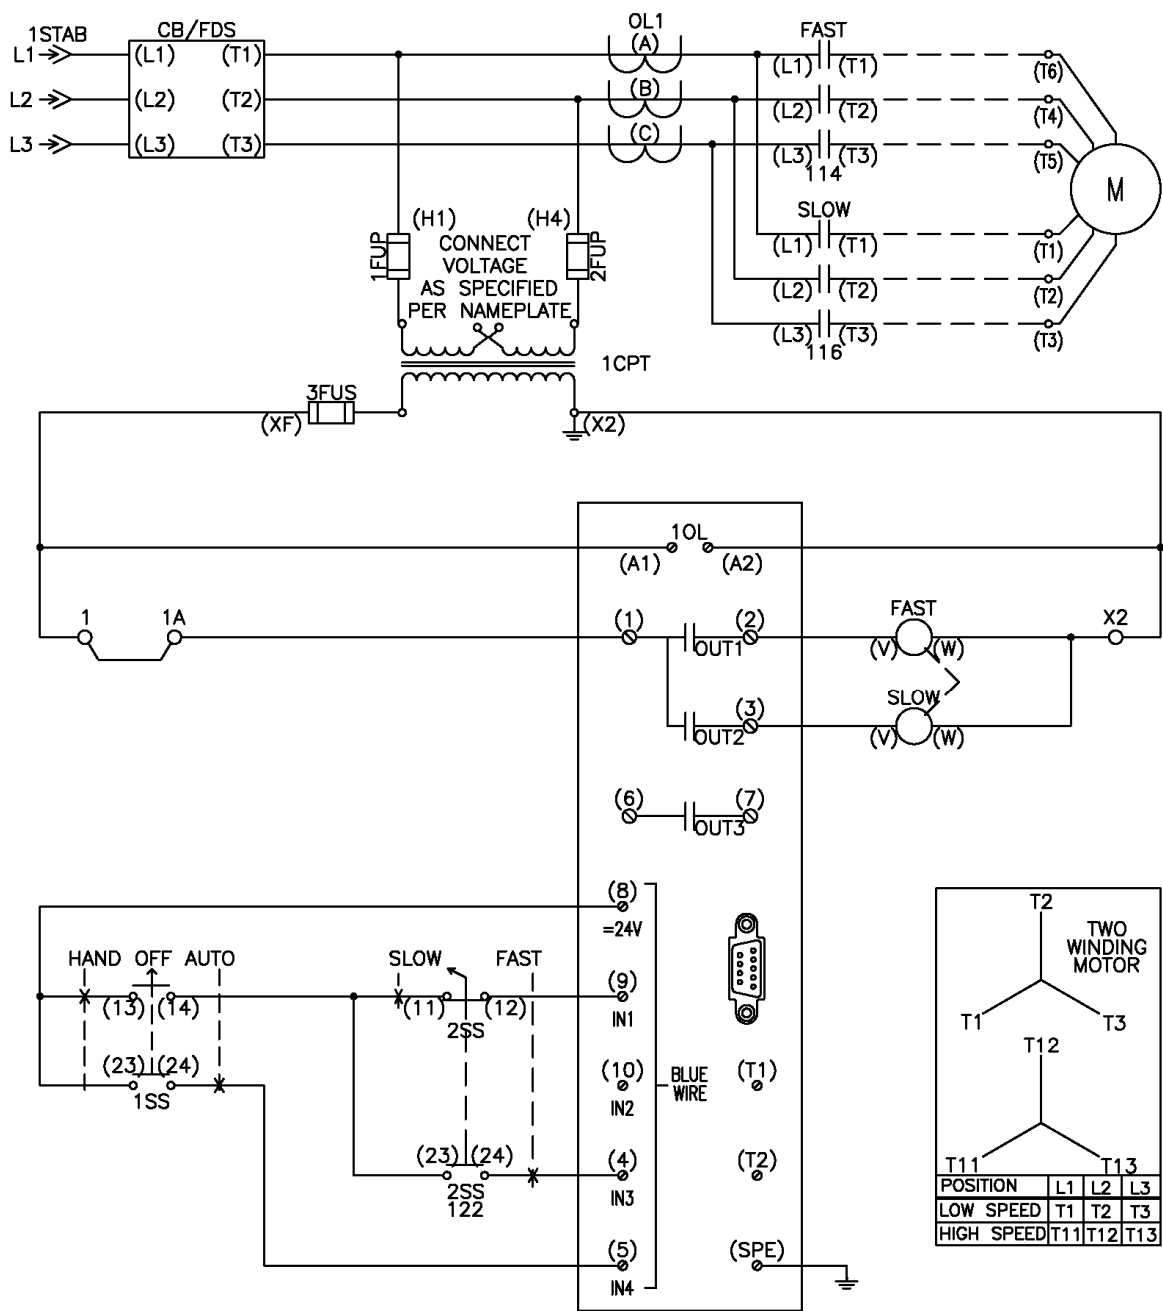 1STAB
CB/FDS
OL1
FAST
L1
(L1)
(T1)
(A)
(L1)
(T1)
(T6)
L2
(L2)
(T2)
(B)
(L2)
(T2)
(T4)
L3
(L3)
(T3)
(C)
(L3)
(T3)
(T5)
114
M
SLOW
(H1)
(H4)
1FUP
CONNECT
VOLTAGE
AS SPECIFIED
PER NAMEPLATE
2FUP
(L1)
(T1)
(T1)
(L2)
(T2)
(T2)
(L3)
(T3)
(T3)
116
1CPT
3FUS
(XF)
(X2)
1OL
(A1)
(A2)
1
1A
(1)
(2)
OUT1
FAST
(V)
(W)
X2
(3)
OUT2
SLOW
(V)
(W)
(6)
(7)
OUT3
(8)
=24V
HAND OFF AUTO
SLOW
FAST
(13)
(14)
(11)
(12)
2SS
(9)
IN1
(23)
(24)
1SS
(10)
IN2
BLUE
WIRE
(T1)
(23)
(24)
2SS
122
(4)
IN3
(T2)
(5)
IN4
(SPE)
T2
TWO
WINDING
MOTOR
T1
T3
T12
T11
T13
POSITION L1 L2 L3
LOW SPEED T1 T2 T3
HIGH SPEED T11 T12 T13